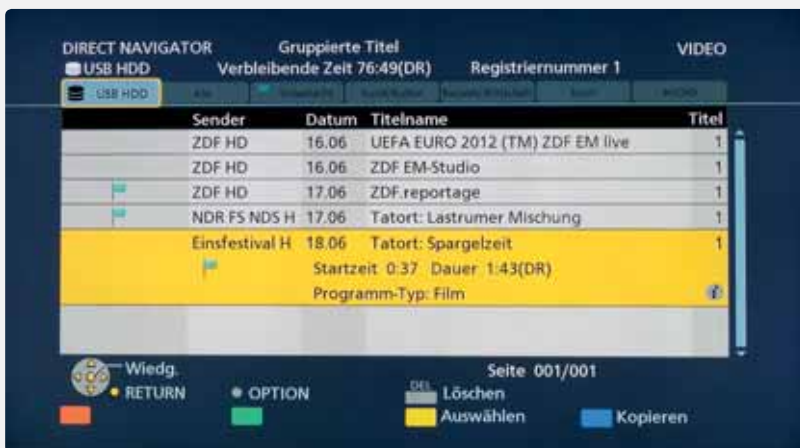 DIRECT NAVIGATOR Gruppierte Titel VIDEO
USB HDD Verbleibende Zeit 76:49(DR) Registriernummer 1
USB HDD
Sender Datum Titelname Titel
ZDF HD 16.06 UEFA EURO 2012 (TM) ZDF EM live 1
ZDF HD 16.06 ZDF EM-Studio 1
ZDF HD 17.06 ZDF.reportage 1
NDR FS NDS H 17.06 Tatort: Lastrumer Mischung 1
Einsfestival H 18.06 Tatort: Spargelzeit 1
Startzeit 0:37 Dauer 1:43(DR)
Programm-Typ: Film
i
Wiedg. Seite 001/001
RETURN OPTION DEL Löschen
Auswählen Kopieren